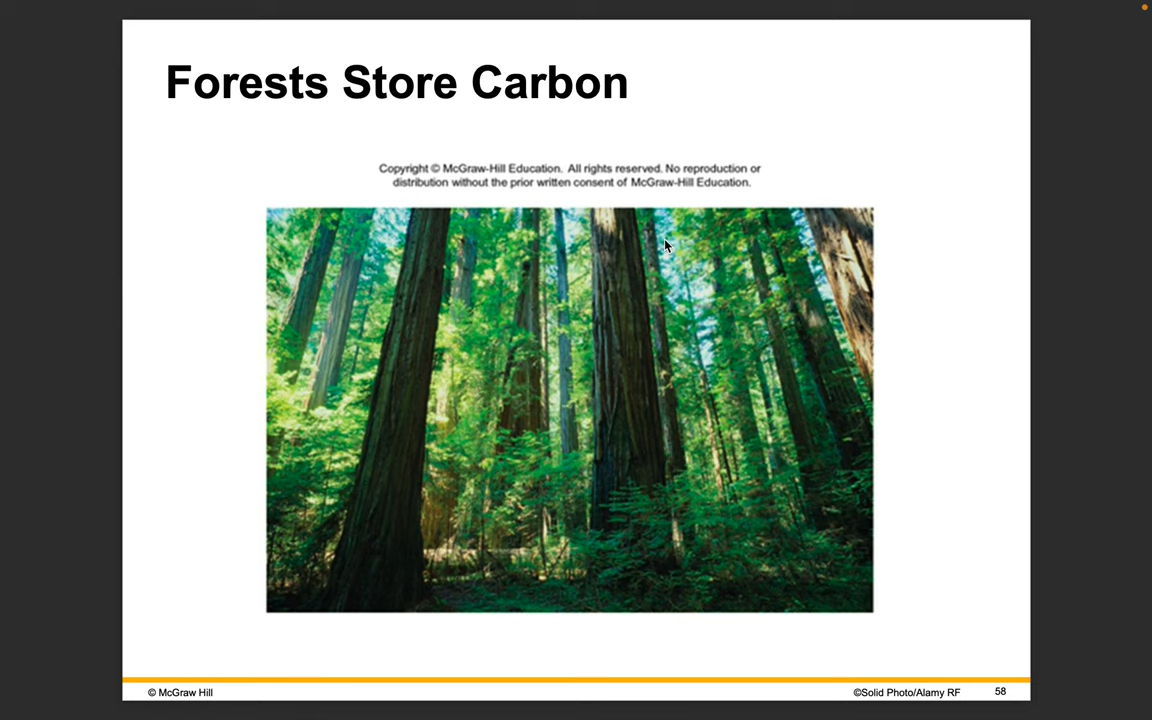 Forests Store Carbon
Copyright © McGraw-Hill Education. All rights reserved. No reproduction or
distribution without the prior written consent of McGraw-Hill Education.
© McGraw Hill
©Solid Photo/Alamy RF
58